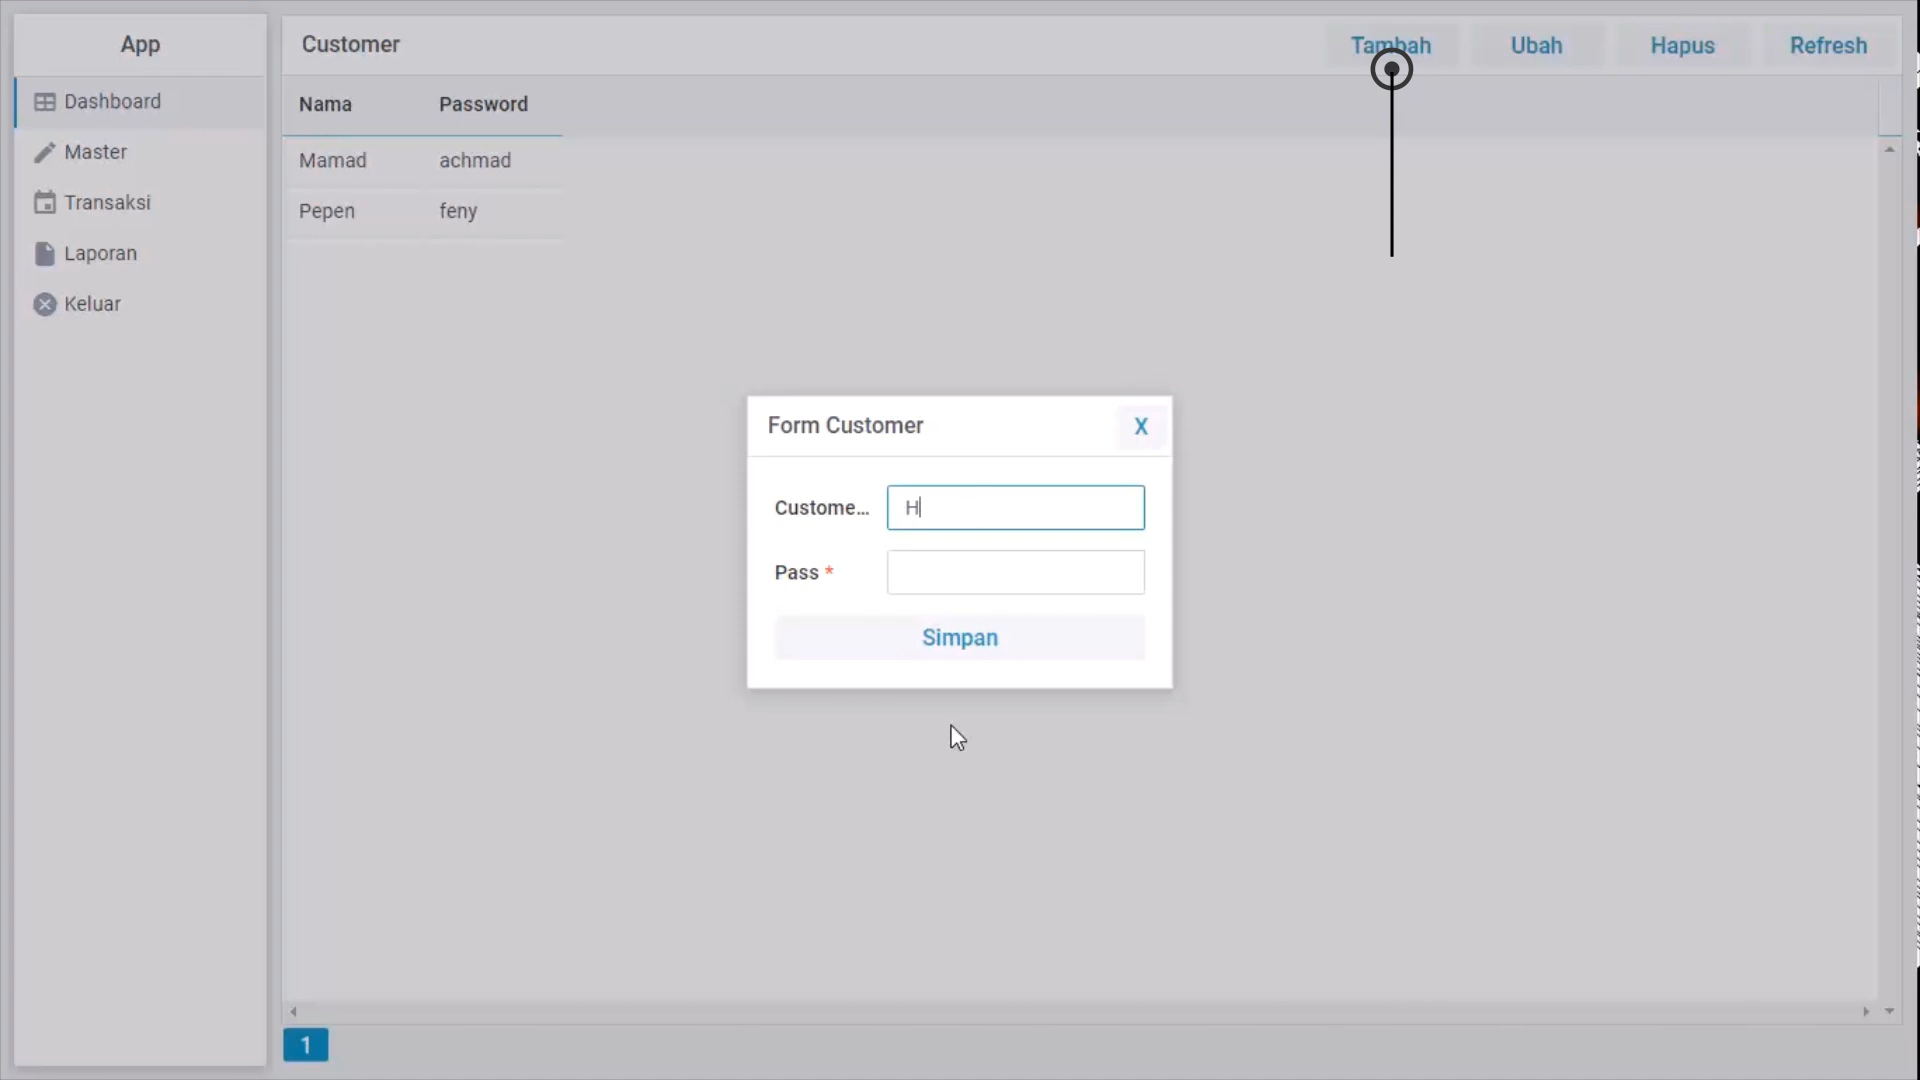 App
Dashboard
Master
Transaksi
Laporan
Keluar
Customer
Tambah
Ubah
Hapus
Refresh
Nama Password
Mamad achmad
Pepen feny
Form Customer
X
Custome... H
Pass *
Simpan
1